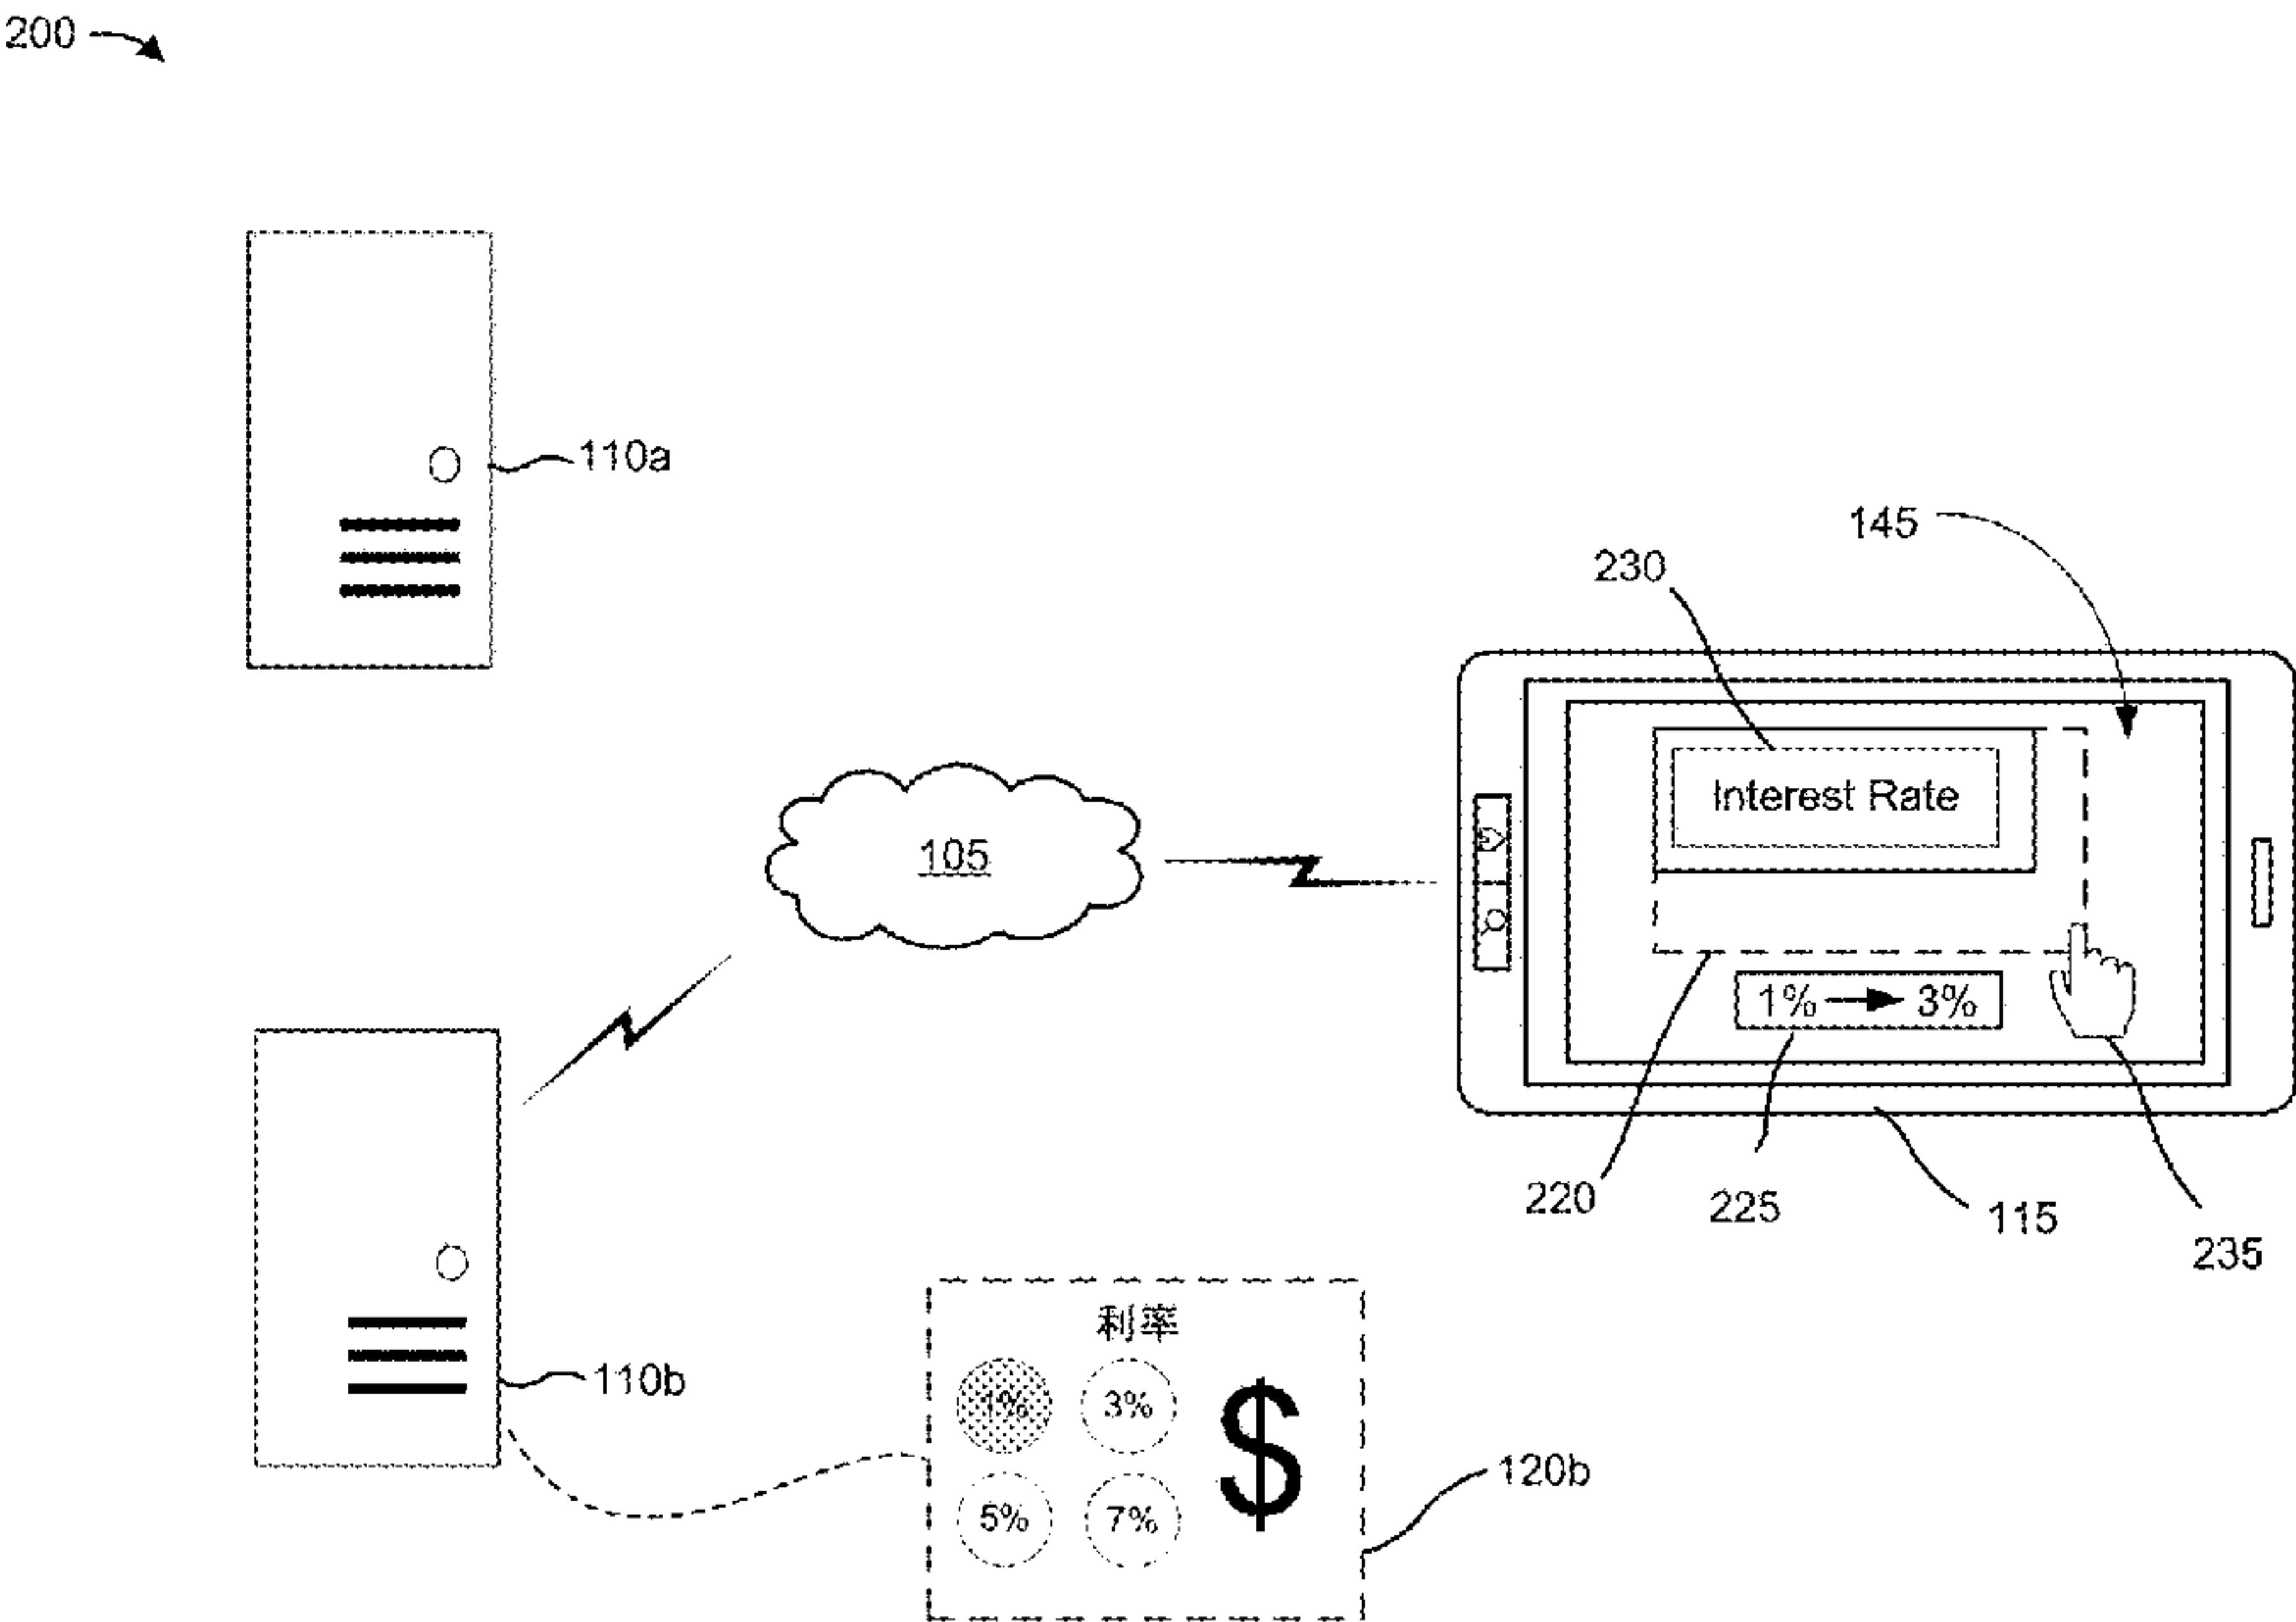 200
110a
145
230
Interest Rate
105
1% → 3%
220
225
115
235
110b
利率
1% 3%
$
5% 7%
120b